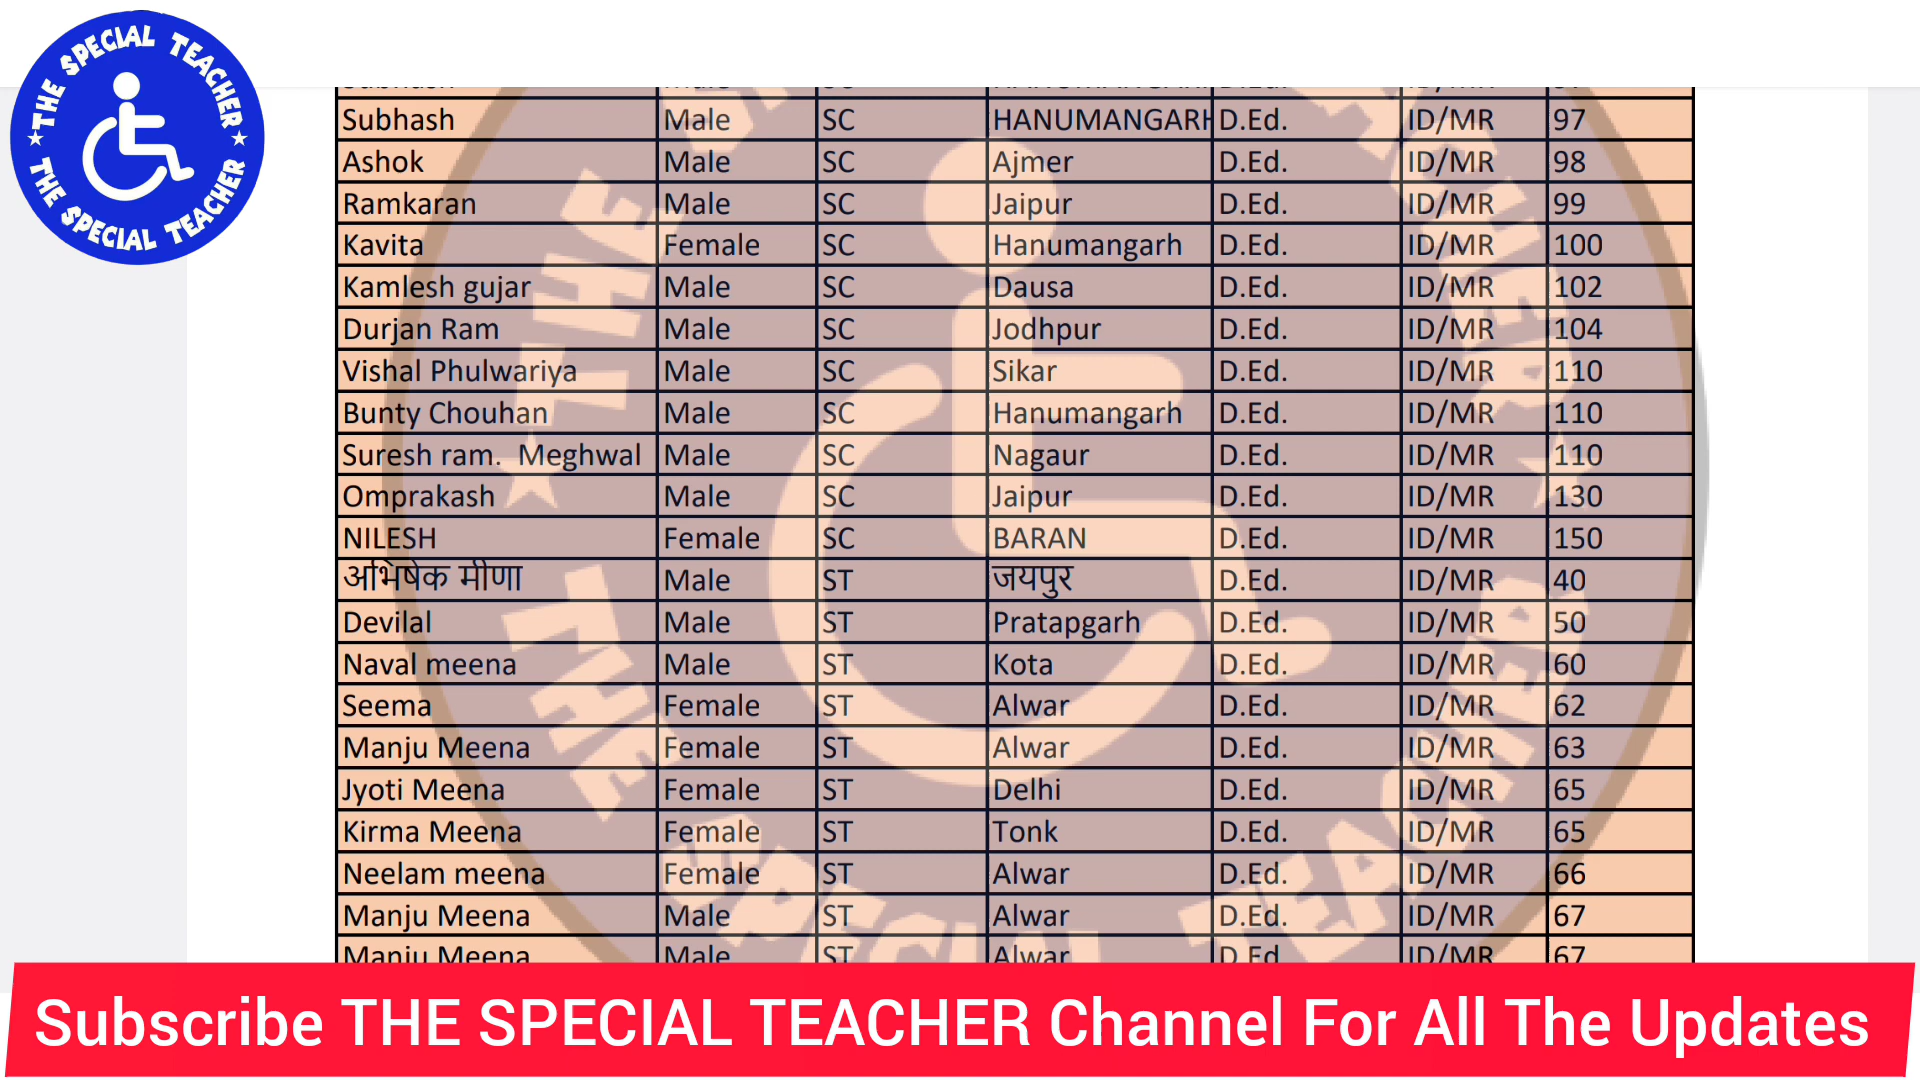 THE SPECIAL TEACHER
THE SPECIAL TEACHER
Subhash Male SC HANUMANGARH D.Ed. ID/MR 97
Ashok Male SC Ajmer D.Ed. ID/MR 98
Ramkaran Male SC Jaipur D.Ed. ID/MR 99
Kavita Female SC Hanumangarh D.Ed. ID/MR 100
Kamlesh gujar Male SC Dausa D.Ed. ID/MR 102
Durjan Ram Male SC Jodhpur D.Ed. ID/MR 104
Vishal Phulwariya Male SC Sikar D.Ed. ID/MR 110
Bunty Chouhan Male SC Hanumangarh D.Ed. ID/MR 110
Suresh ram. Meghwal Male SC Nagaur D.Ed. ID/MR 110
Omprakash Male SC Jaipur D.Ed. ID/MR 130
NILESH Female SC BARAN D.Ed. ID/MR 150
अभिषेक मीणा Male ST जयपुर D.Ed. ID/MR 40
Devilal Male ST Pratapgarh D.Ed. ID/MR 50
Naval meena Male ST Kota D.Ed. ID/MR 60
Seema Female ST Alwar D.Ed. ID/MR 62
Manju Meena Female ST Alwar D.Ed. ID/MR 63
Jyoti Meena Female ST Delhi D.Ed. ID/MR 65
Kirma Meena Female ST Tonk D.Ed. ID/MR 65
Neelam meena Female ST Alwar D.Ed. ID/MR 66
Manju Meena Male ST Alwar D.Ed. ID/MR 67
Manju Meena Male ST Alwar D.Ed. ID/MR 67
Subscribe THE SPECIAL TEACHER Channel For All The Updates